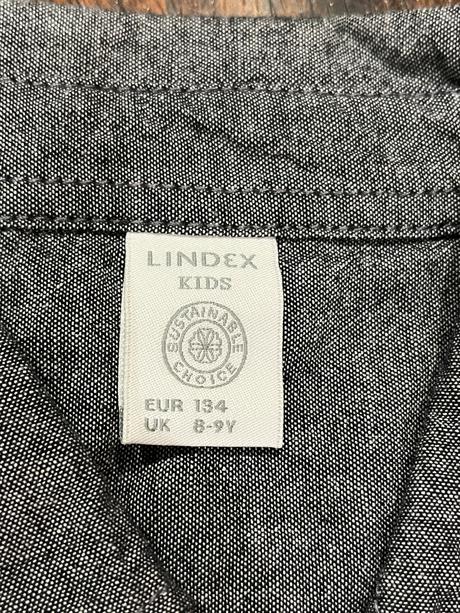 LINDEX
KIDS
SUSTAINABLE
CHOICE
EUR 134
UK 8-9Y